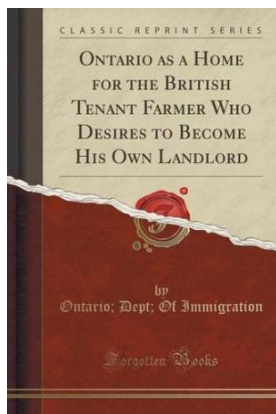 CLASSIC REPRINT SERIES
ONTARIO AS A HOME
FOR THE BRITISH
TENANT FARMER WHO
DESIRES TO BECOME
HIS OWN LANDLORD
by
Ontario; Dept; Of Immigration
Forgotten Books